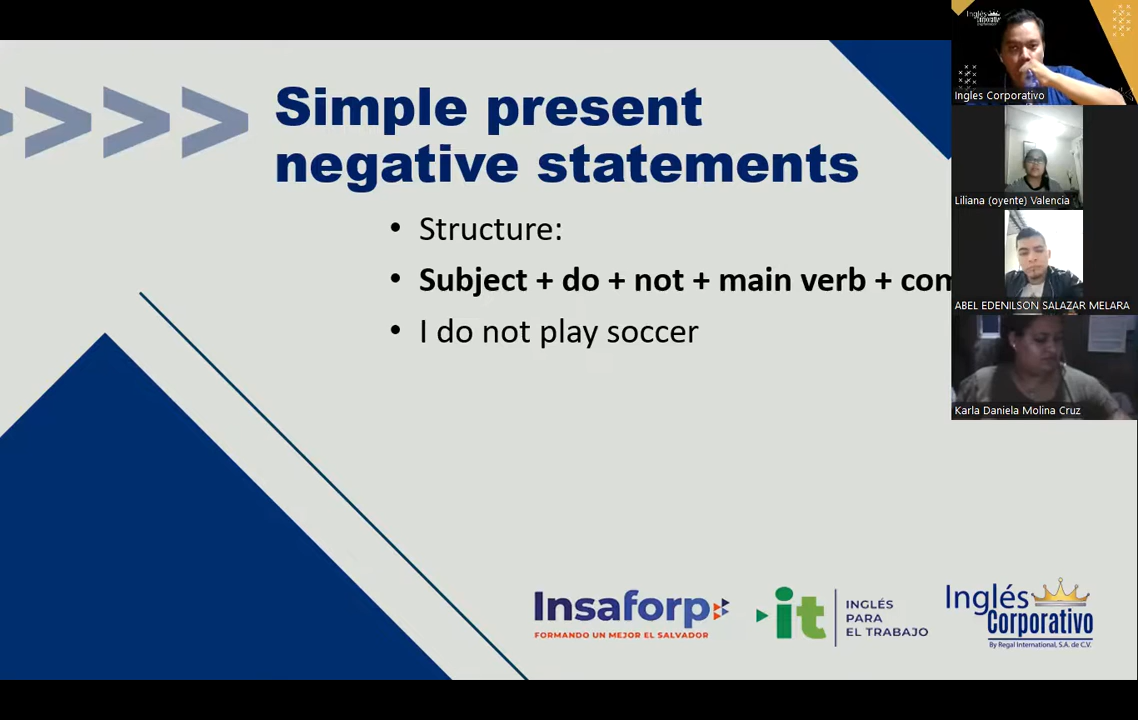 Simple present
negative statements
• Structure:
• Subject + do + not + main verb + com
• I do not play soccer
Inglés
Corporativo
Ingles Corporativo
Liliana (oyente) Valencia
ABEL EDENILSON SALAZAR MELARA
Karla Daniela Molina Cruz
Insaforp
FORMANDO UN MEJOR EL SALVADOR
it
INGLÉS
PARA
EL TRABAJO
Inglés
Corporativo
By Regal International, S.A. de C.V.